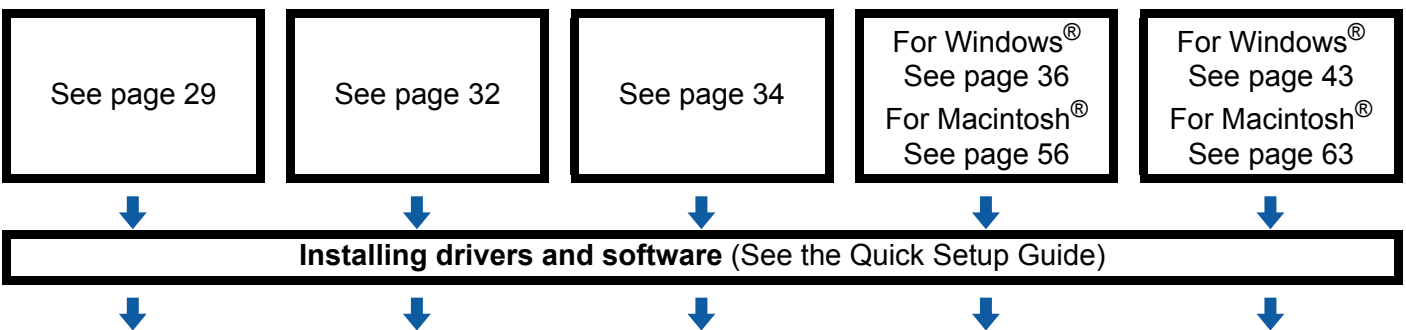 See page 29
See page 32
See page 34
For Windows®
See page 36
For Macintosh®
See page 56
For Windows®
See page 43
For Macintosh®
See page 63
Installing drivers and software (See the Quick Setup Guide)